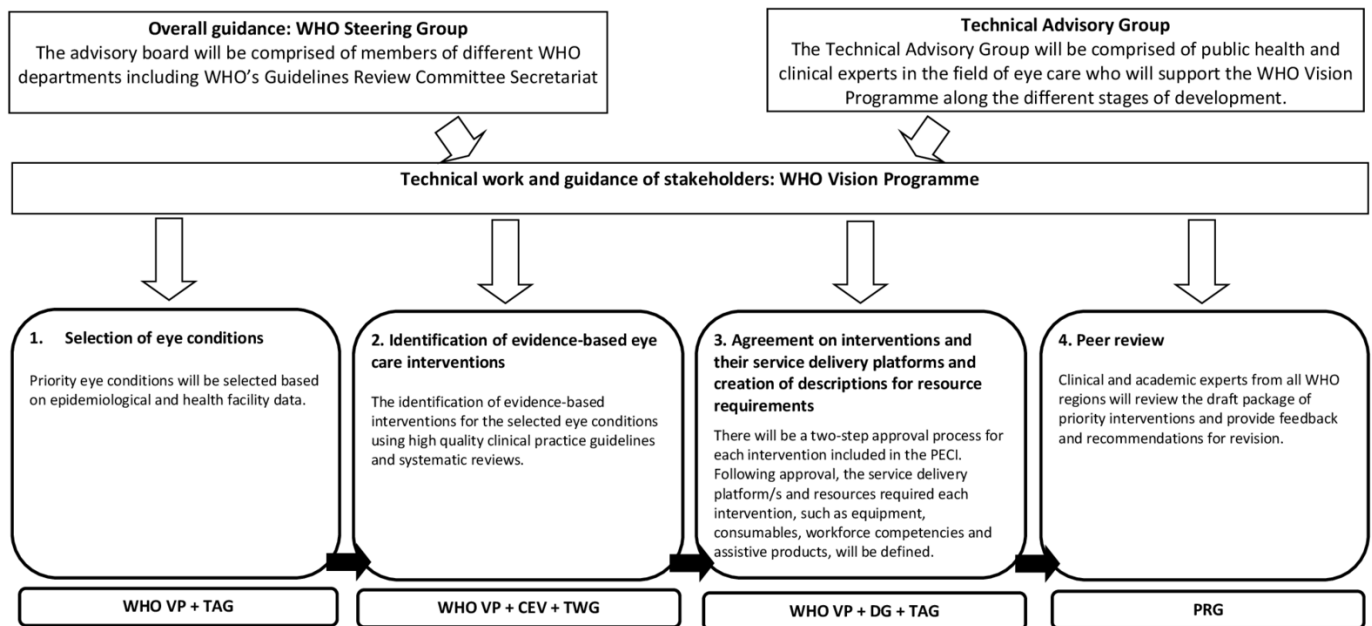 Overall guidance: WHO Steering Group
The advisory board will be comprised of members of different WHO
departments including WHO's Guidelines Review Committee Secretariat
Technical Advisory Group
The Technical Advisory Group will be comprised of public health and
clinical experts in the field of eye care who will support the WHO Vision
Programme along the different stages of development.
Technical work and guidance of stakeholders: WHO Vision Programme
1. Selection of eye conditions
Priority eye conditions will be selected based
on epidemiological and health facility data.
WHO VP + TAG
2. Identification of evidence-based eye
care interventions
The identification of evidence-based
interventions for the selected eye conditions
using high quality clinical practice guidelines
and systematic reviews.
WHO VP + CEV + TWG
3. Agreement on interventions and
their service delivery platforms and
creation of descriptions for resource
requirements
There will be a two-step approval process for
each intervention included in the PECI.
Following approval, the service delivery
platform/s and resources required each
intervention, such as equipment,
consumables, workforce competencies and
assistive products, will be defined.
WHO VP + DG + TAG
4. Peer review
Clinical and academic experts from all WHO
regions will review the draft package of
priority interventions and provide feedback
and recommendations for revision.
PRG